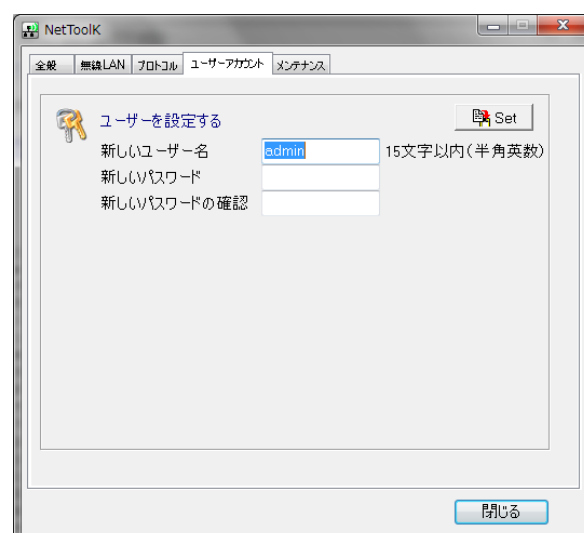 NetToolK
全般 無線LAN プロトコル ユーザーアカウント メンテナンス
ユーザーを設定する
Set
新しいユーザー名 admin 15文字以内(半角英数)
新しいパスワード
新しいパスワードの確認
閉じる